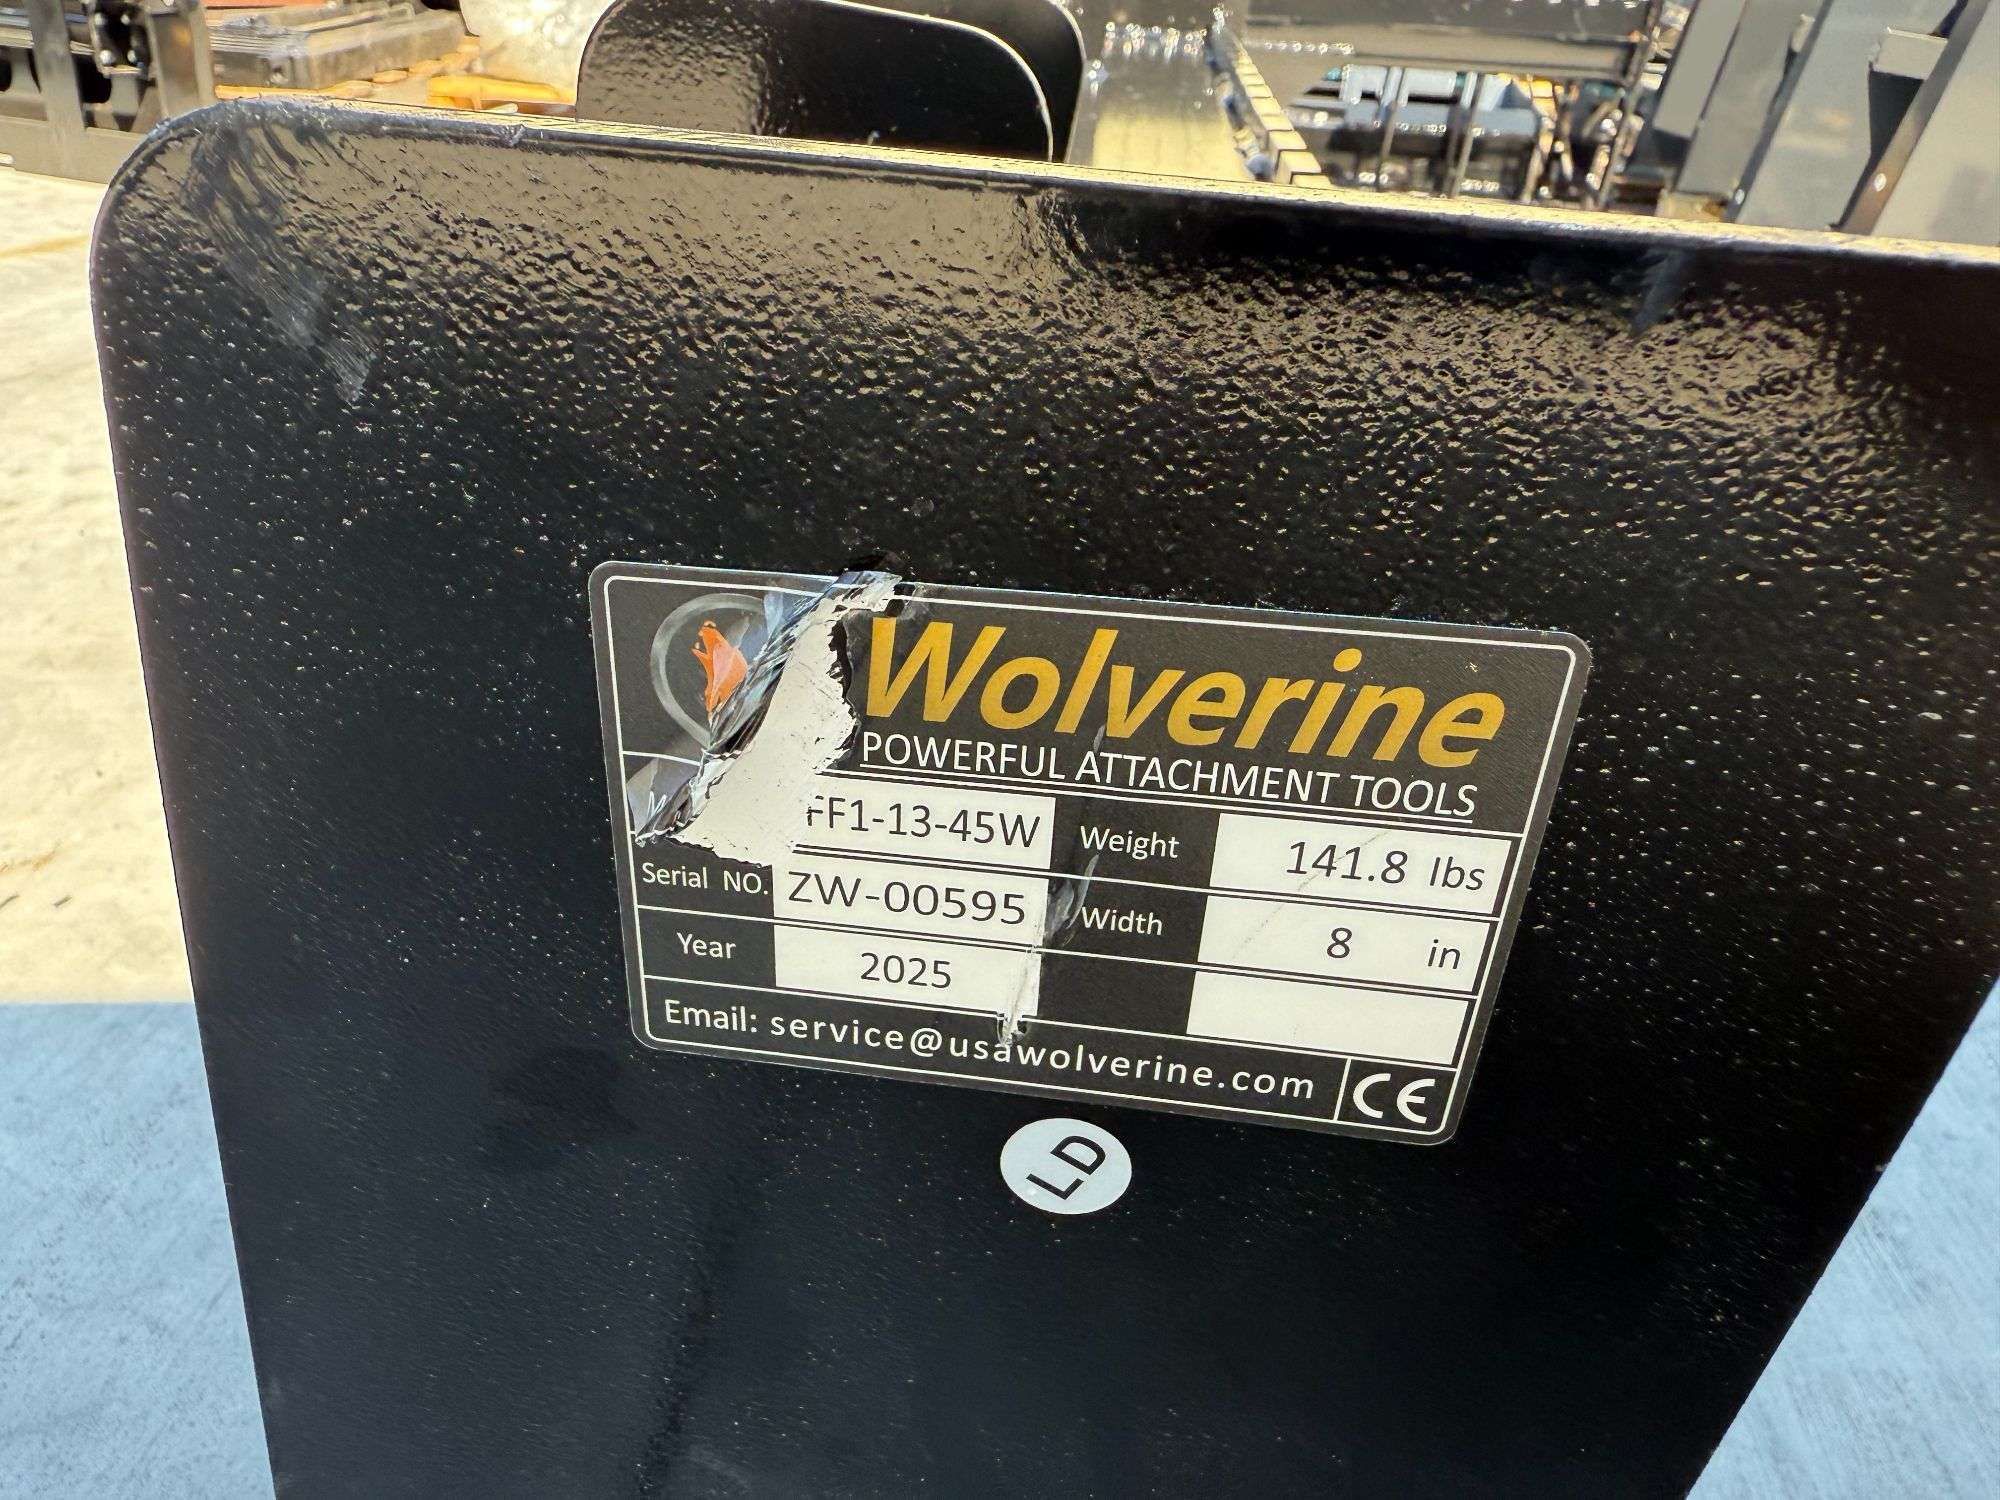 Wolverine
POWERFUL ATTACHMENT TOOLS
FF1-13-45W Weight 141.8 lbs
Serial NO. ZW-00595 Width 8 in
Year 2025
Email: service@usawolverine.com CE
LD